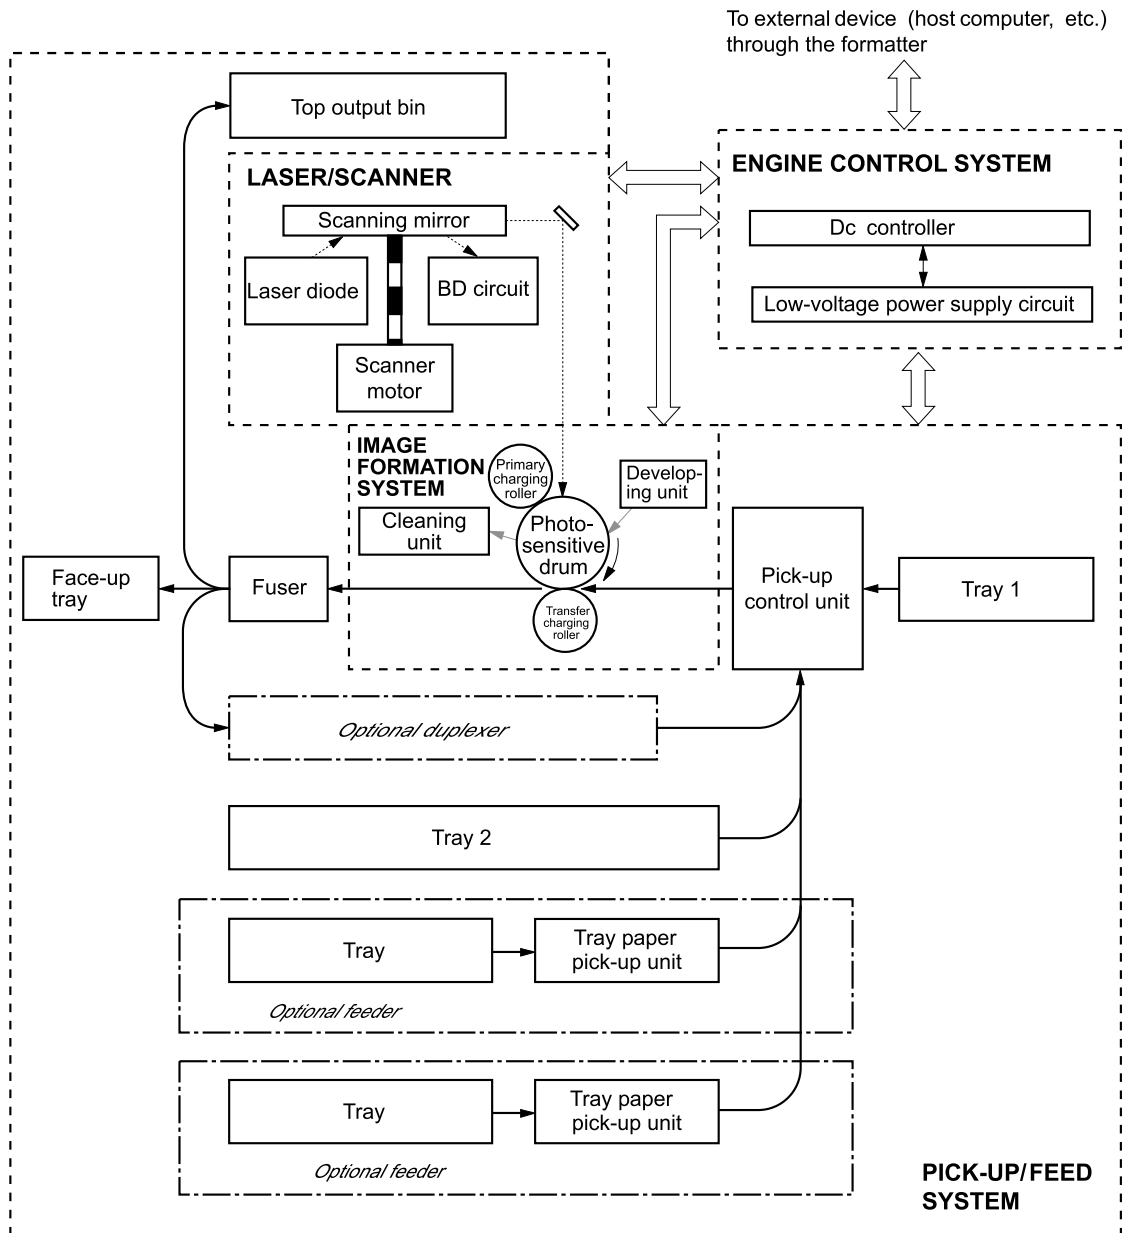 To external device (host computer, etc.)
through the formatter
Top output bin
LASER/SCANNER
ENGINE CONTROL SYSTEM
Scanning mirror
Dc controller
Laser diode
BD circuit
Low-voltage power supply circuit
Scanner
motor
IMAGE
FORMATION
SYSTEM
Primary
charging
roller
Develop-
ing unit
Cleaning
unit
Photo-
sensitive
drum
Face-up
tray
Fuser
Pick-up
control unit
Tray 1
Transfer
charging
roller
Optional duplexer
Tray 2
Tray
Tray paper
pick-up unit
Optional feeder
Tray
Tray paper
pick-up unit
Optional feeder
PICK-UP/FEED
SYSTEM